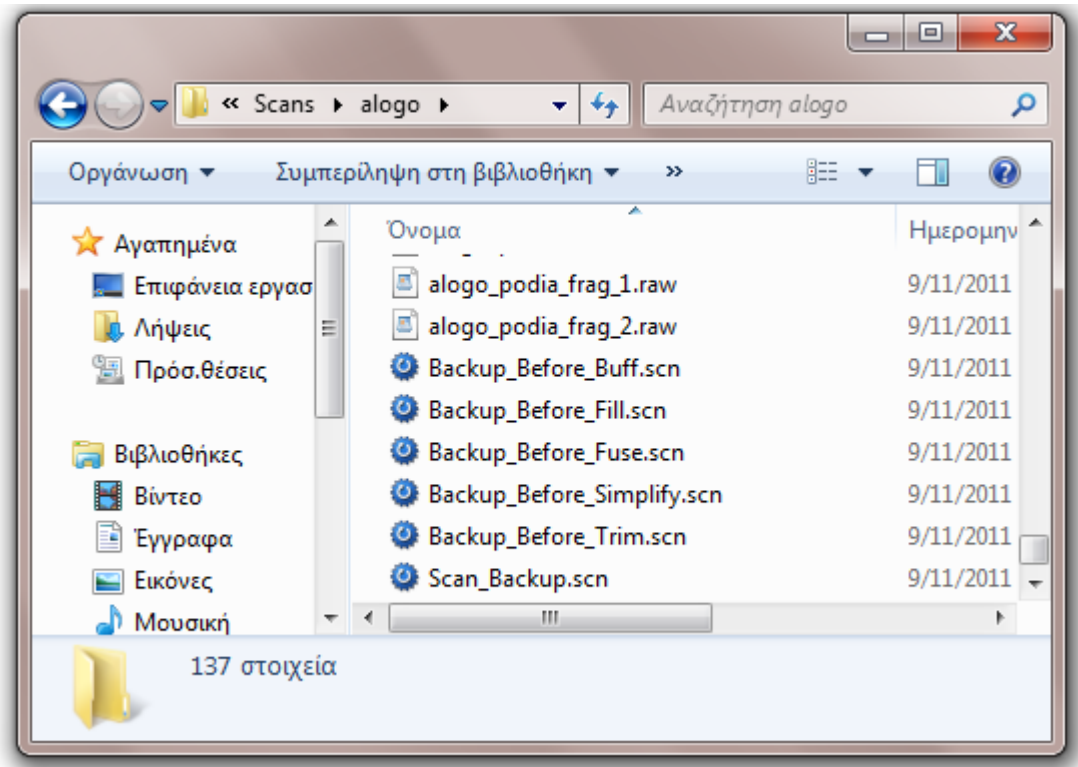 « Scans alogo
Αναζήτηση alogo
Οργάνωση Συμπερίληψη στη βιβλιοθήκη »
Όνομα Ημερομην
Αγαπημένα
Επιφάνεια εργασ
Λήψεις
Πρόσ.θέσεις
Βιβλιοθήκες
Βίντεο
Έγγραφα
Εικόνες
Μουσική
alogo_podia_frag_1.raw 9/11/2011
alogo_podia_frag_2.raw 9/11/2011
Backup_Before_Buff.scn 9/11/2011
Backup_Before_Fill.scn 9/11/2011
Backup_Before_Fuse.scn 9/11/2011
Backup_Before_Simplify.scn 9/11/2011
Backup_Before_Trim.scn 9/11/2011
Scan_Backup.scn 9/11/2011
137 στοιχεία